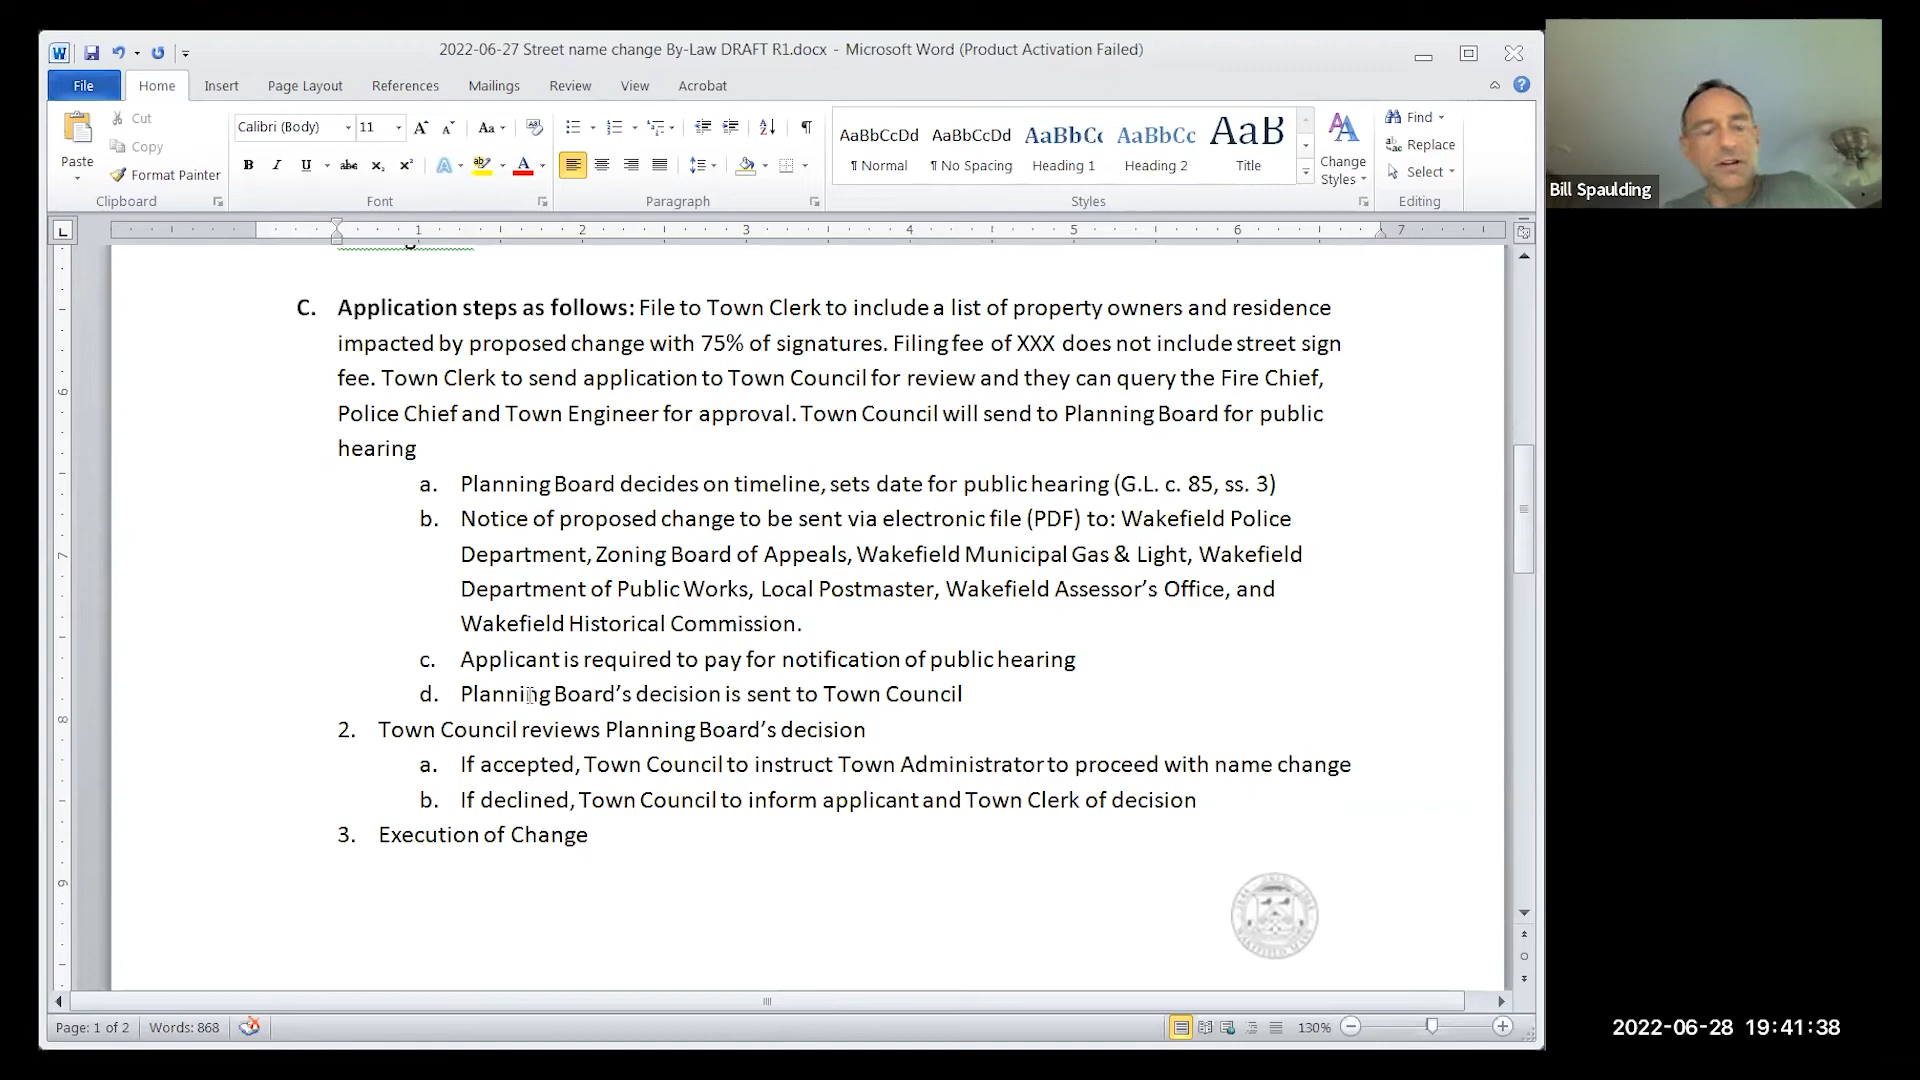 2022-06-27 Street name change By-Law DRAFT R1.docx - Microsoft Word (Product Activation Failed)
File Home Insert Page Layout References Mailings Review View Acrobat
Paste
Cut
Copy
Format Painter
Clipboard
Calibri (Body) 11
Font
Paragraph
AaBbCcDd AaBbCcDd AaBbCc AaBbCc AaB
¶ Normal ¶ No Spacing Heading 1 Heading 2 Title
Change
Styles
Styles
Find
Replace
Select
Editing
Bill Spaulding
1 2 3 4 5 6 7
C. Application steps as follows: File to Town Clerk to include a list of property owners and residence
impacted by proposed change with 75% of signatures. Filing fee of XXX does not include street sign
fee. Town Clerk to send application to Town Council for review and they can query the Fire Chief,
Police Chief and Town Engineer for approval. Town Council will send to Planning Board for public
hearing
a. Planning Board decides on timeline, sets date for public hearing (G.L. c. 85, ss. 3)
b. Notice of proposed change to be sent via electronic file (PDF) to: Wakefield Police
Department, Zoning Board of Appeals, Wakefield Municipal Gas & Light, Wakefield
Department of Public Works, Local Postmaster, Wakefield Assessor’s Office, and
Wakefield Historical Commission.
c. Applicant is required to pay for notification of public hearing
d. Planning Board’s decision is sent to Town Council
2. Town Council reviews Planning Board’s decision
a. If accepted, Town Council to instruct Town Administrator to proceed with name change
b. If declined, Town Council to inform applicant and Town Clerk of decision
3. Execution of Change
Page: 1 of 2 Words: 868
130%
2022-06-28 19:41:38